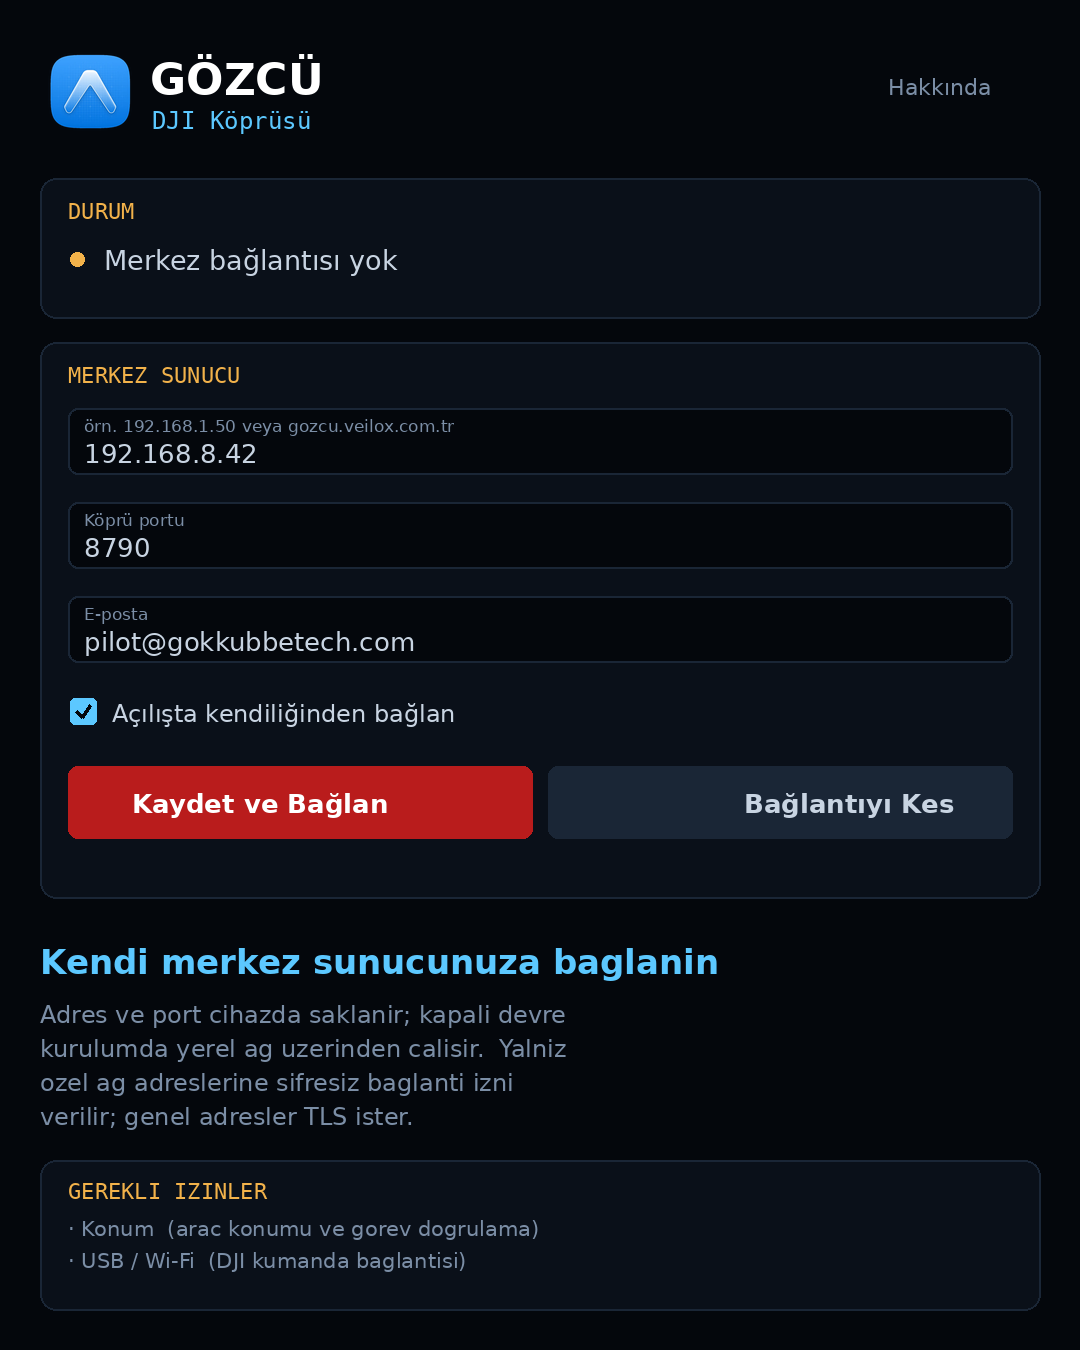 GÖZCÜ
DJI Köprüsü
Hakkında
DURUM
Merkez bağlantısı yok
MERKEZ SUNUCU
örn. 192.168.1.50 veya gozcu.veilox.com.tr
192.168.8.42
Köprü portu
8790
E-posta
pilot@gokkubbetech.com
Açılışta kendiliğinden bağlan
Kaydet ve Bağlan
Bağlantıyı Kes
Kendi merkez sunucunuza baglanin
Adres ve port cihazda saklanir; kapali devre
kurulumda yerel ag uzerinden calisir.  Yalniz
ozel ag adreslerine sifresiz baglanti izni
verilir; genel adresler TLS ister.
GEREKLI IZINLER
· Konum  (arac konumu ve gorev dogrulama)
· USB / Wi-Fi  (DJI kumanda baglantisi)